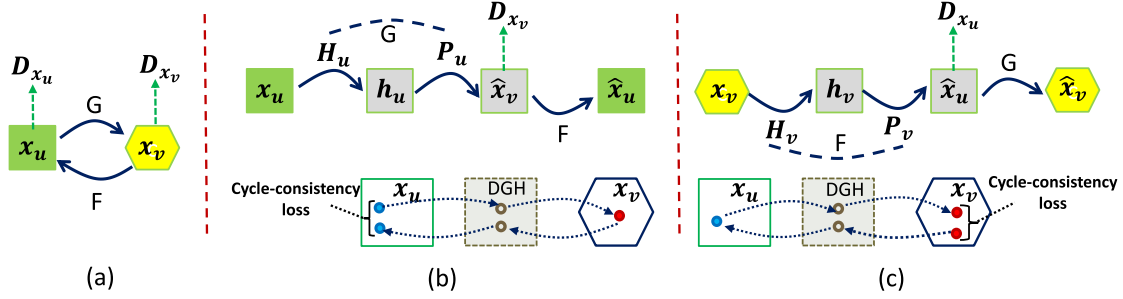 D_{x_u}
D_{x_v}
G
x_u
x_v
F
(a)
G
D_{x_v}
H_u
P_u
x_u
h_u
x̂_v
x̂_u
F
Cycle-consistency
loss
x_u
DGH
x_v
(b)
D_{x_u}
G
x_v
h_v
x̂_u
x̂_v
H_v
F
P_v
x_u
DGH
x_v
Cycle-consistency
loss
(c)